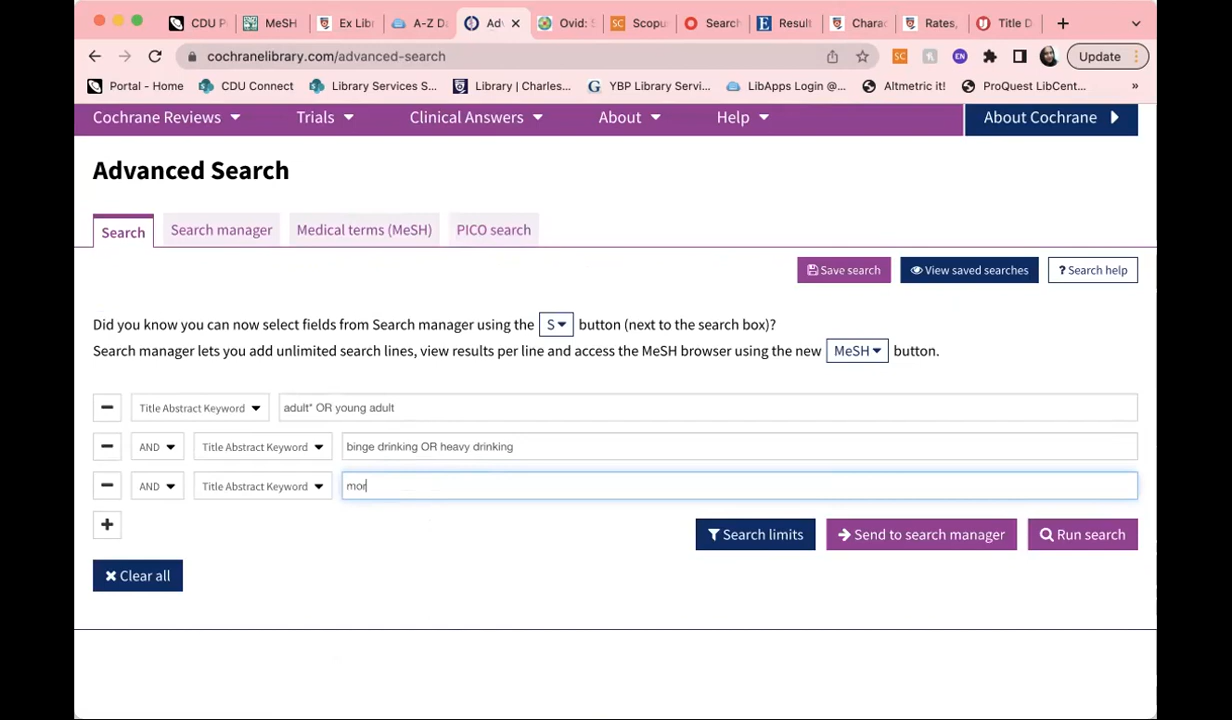 CDU P
MeSH
Ex Libr
A-Z Da
Adv
Ovid: S
Scopu
Search
Result
Charac
Rates,
Title D
cochranelibrary.com/advanced-search
SC
EN
Update
Portal - Home
CDU Connect
Library Services S...
Library | Charles...
YBP Library Servi...
LibApps Login @...
Altmetric it!
ProQuest LibCent...
»
Cochrane Reviews
Trials
Clinical Answers
About
Help
About Cochrane
Advanced Search
Search
Search manager
Medical terms (MeSH)
PICO search
Save search
View saved searches
? Search help
Did you know you can now select fields from Search manager using the S button (next to the search box)?
Search manager lets you add unlimited search lines, view results per line and access the MeSH browser using the new MeSH button.
Title Abstract Keyword adult* OR young adult
AND Title Abstract Keyword binge drinking OR heavy drinking
AND Title Abstract Keyword mor
Search limits
Send to search manager
Run search
Clear all